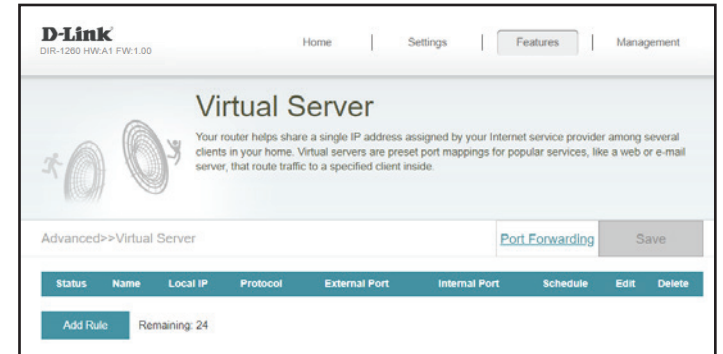 D-Link
DIR-1260 HW:A1 FW:1.00
Home | Settings | Features | Management
Virtual Server
Your router helps share a single IP address assigned by your Internet service provider among several
clients in your home. Virtual servers are preset port mappings for popular services, like a web or e-mail
server, that route traffic to a specified client inside.
Advanced>>Virtual Server
Port Forwarding
Save
Status Name Local IP Protocol External Port Internal Port Schedule Edit Delete
Add Rule Remaining: 24